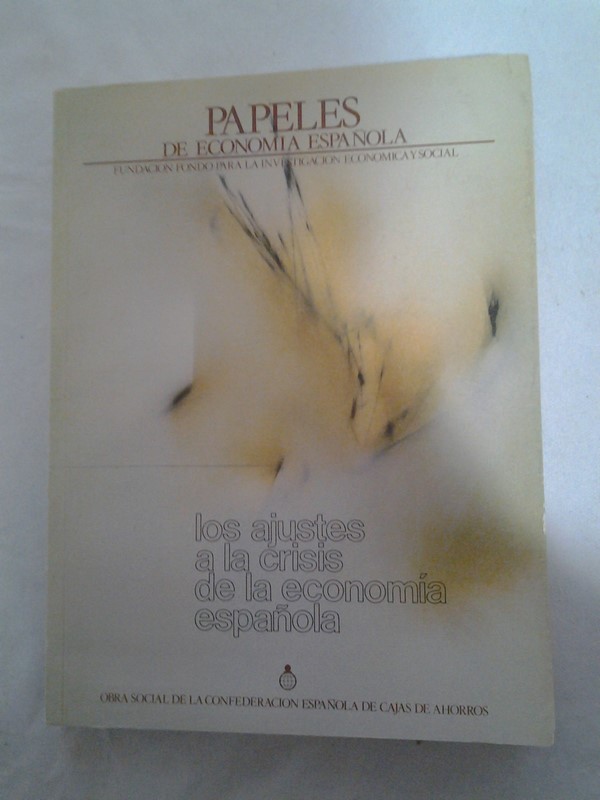 PAPELES
DE ECONOMÍA ESPAÑOLA
FUNDACION FONDO PARA LA INVESTIGACION ECONOMICA Y SOCIAL
los ajustes
a la crisis
de la economía
española
OBRA SOCIAL DE LA CONFEDERACION ESPAÑOLA DE CAJAS DE AHORROS